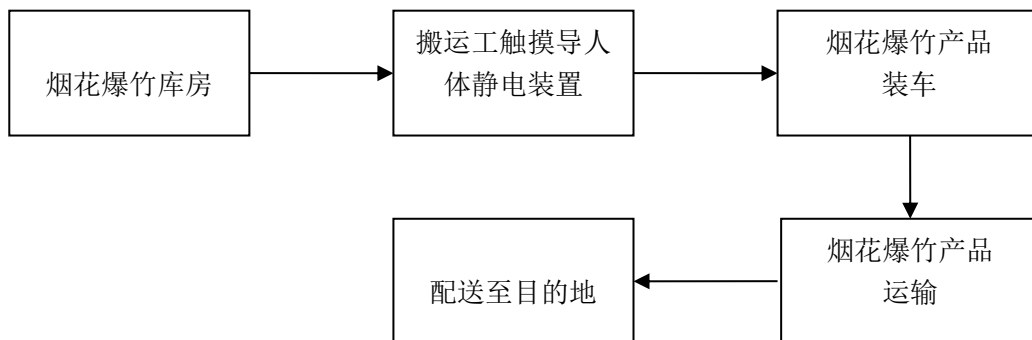 烟花爆竹库房
搬运工触摸导人
体静电装置
烟花爆竹产品
装车
烟花爆竹产品
运输
配送至目的地